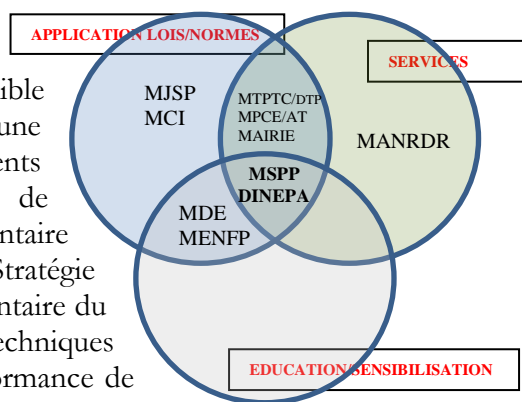 APPLICATION LOIS/NORMES
SERVICES
MJSP
MCI
MTPTC/DTP
MPCE/AT
MAIRIE
MANRDR
MSPP
DINEPA
MDE
MENFP
EDUCATION/SENSIBILISATION
ible
une
ents
de
ntaire
Stratégie
entaire du
echniques
ormance de